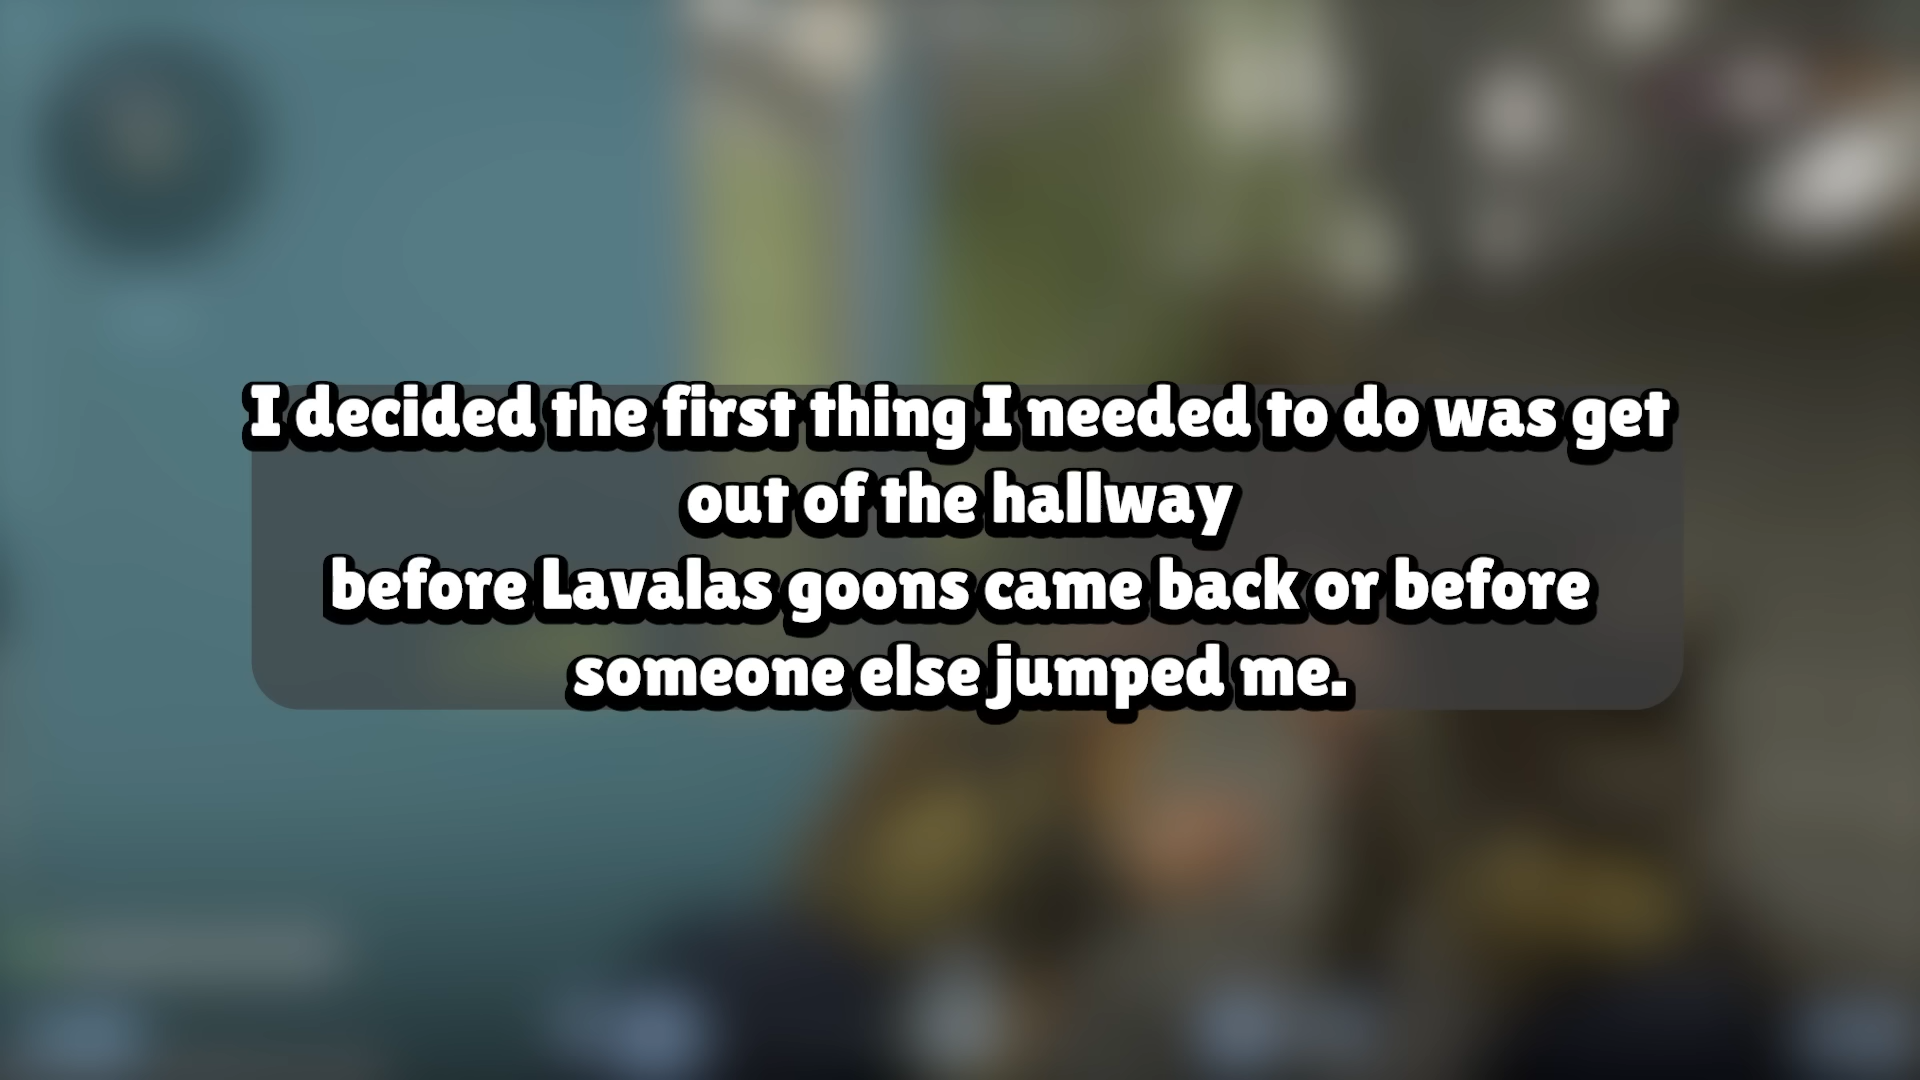 I decided the first thing I needed to do was get
out of the hallway
before Lavalas goons came back or before
someone else jumped me.